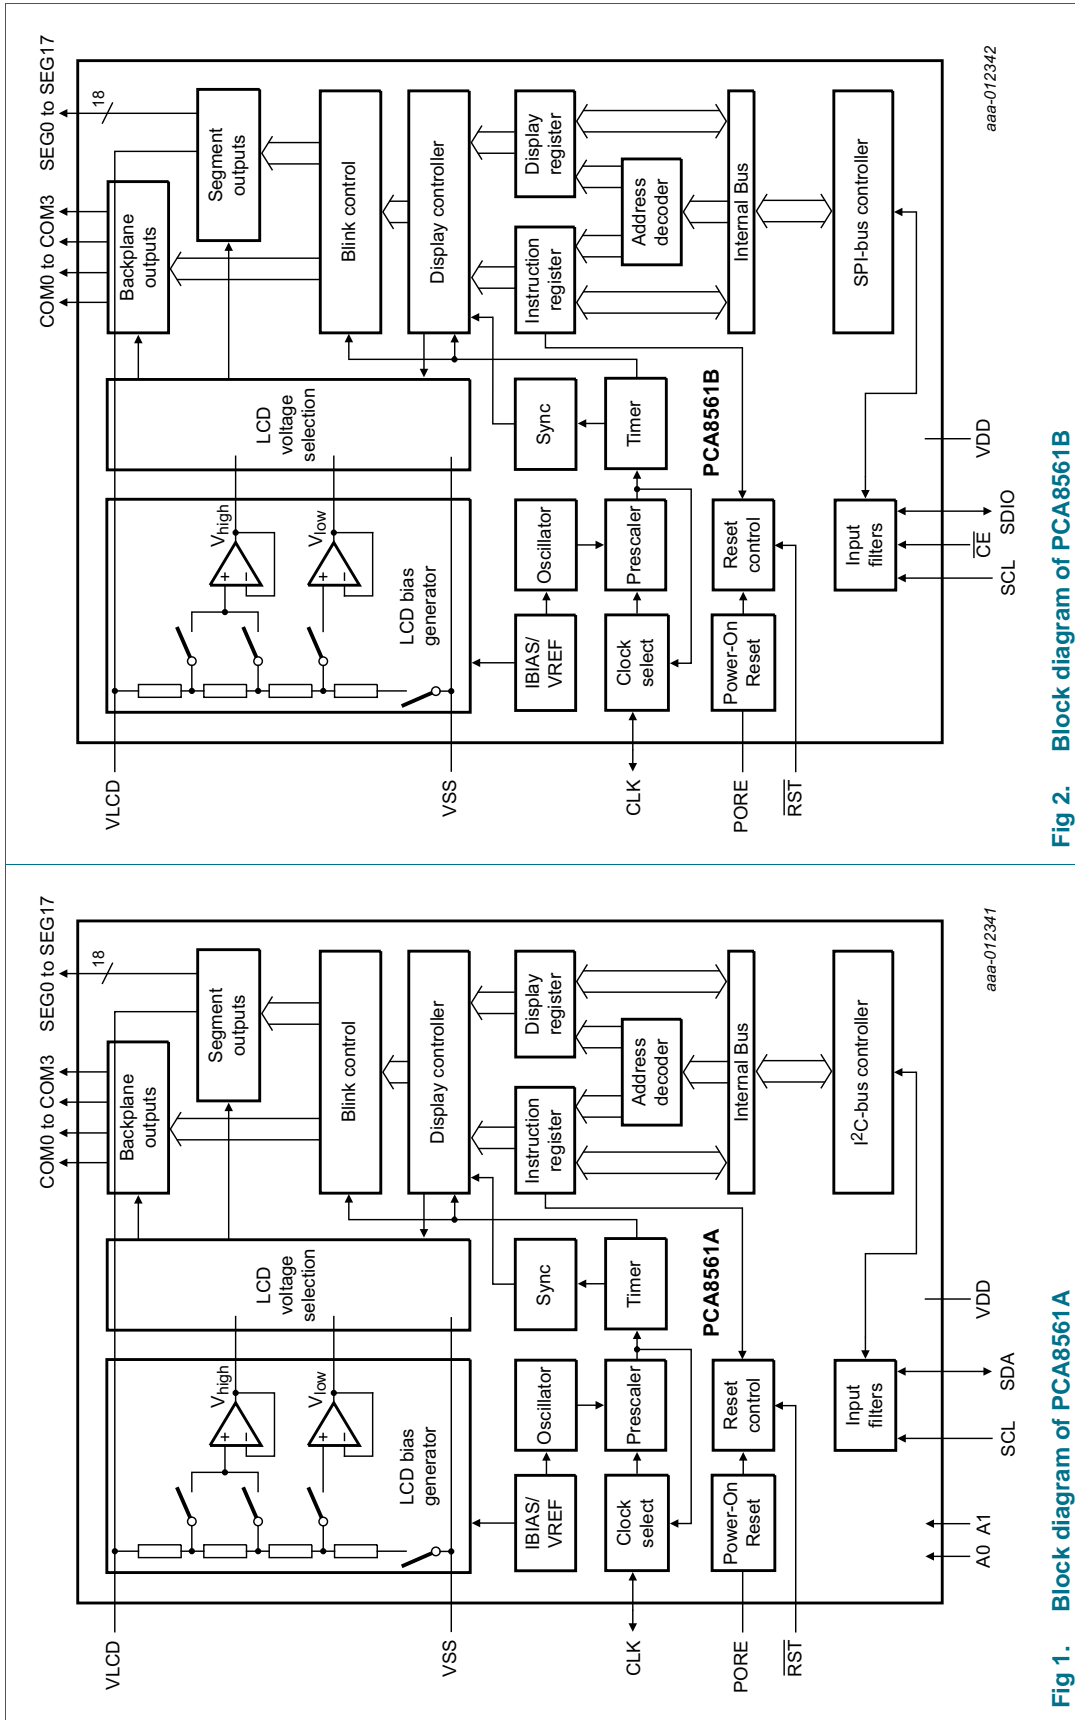 SEG0 to SEG17
COM0 to COM3
18
Backplane
outputs
Segment
outputs
VLCD
LCD
voltage
selection
Vhigh
Vlow
+
−
+
−
LCD bias
generator
Blink control
Display controller
VSS
IBIAS/
VREF
Oscillator
Sync
Instruction
register
Display
register
CLK
Clock
select
Prescaler
Timer
Address
decoder
PCA8561A
PORE
RST
Power-On
Reset
Reset
control
Internal Bus
Input
filters
I2C-bus controller
A0 A1
SCL
SDA
VDD
aaa-012341
Fig 1. Block diagram of PCA8561A
SEG0 to SEG17
COM0 to COM3
18
Backplane
outputs
Segment
outputs
VLCD
LCD
voltage
selection
Vhigh
Vlow
+
−
+
−
LCD bias
generator
Blink control
Display controller
VSS
IBIAS/
VREF
Oscillator
Sync
Instruction
register
Display
register
CLK
Clock
select
Prescaler
Timer
Address
decoder
PCA8561B
PORE
RST
Power-On
Reset
Reset
control
Internal Bus
Input
filters
SPI-bus controller
SCL
CE
SDIO
VDD
aaa-012342
Fig 2. Block diagram of PCA8561B